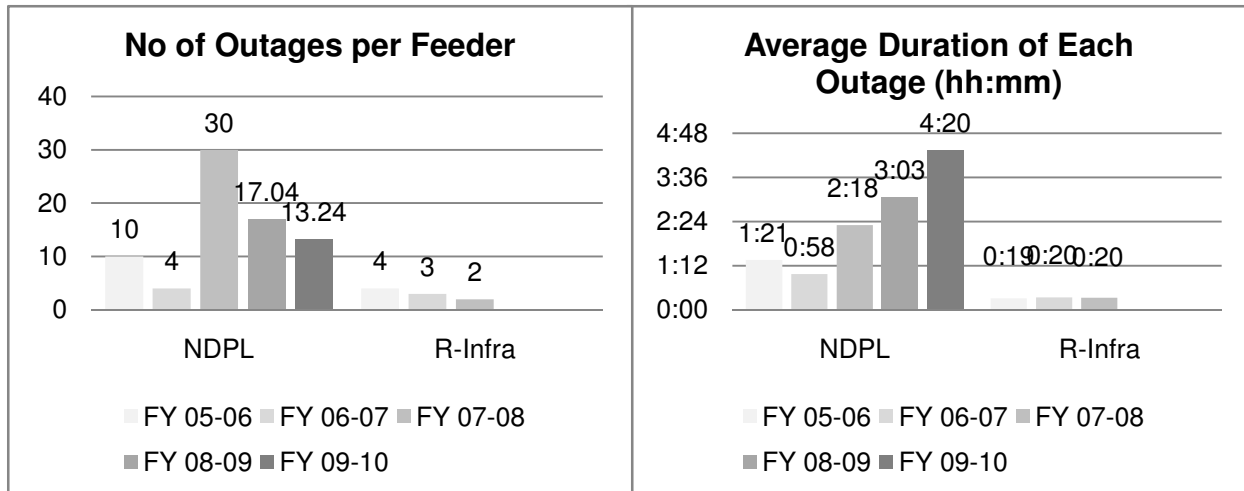 No of Outages per Feeder
40
30
20
10
0
10
4
30
17.04
13.24
4
3
2
NDPL
R-Infra
FY 05-06 FY 06-07 FY 07-08
FY 08-09 FY 09-10
Average Duration of Each
Outage (hh:mm)
4:48
3:36
2:24
1:12
0:00
1:21
0:58
2:18
3:03
4:20
0:19
0:20
0:20
NDPL
R-Infra
FY 05-06 FY 06-07 FY 07-08
FY 08-09 FY 09-10